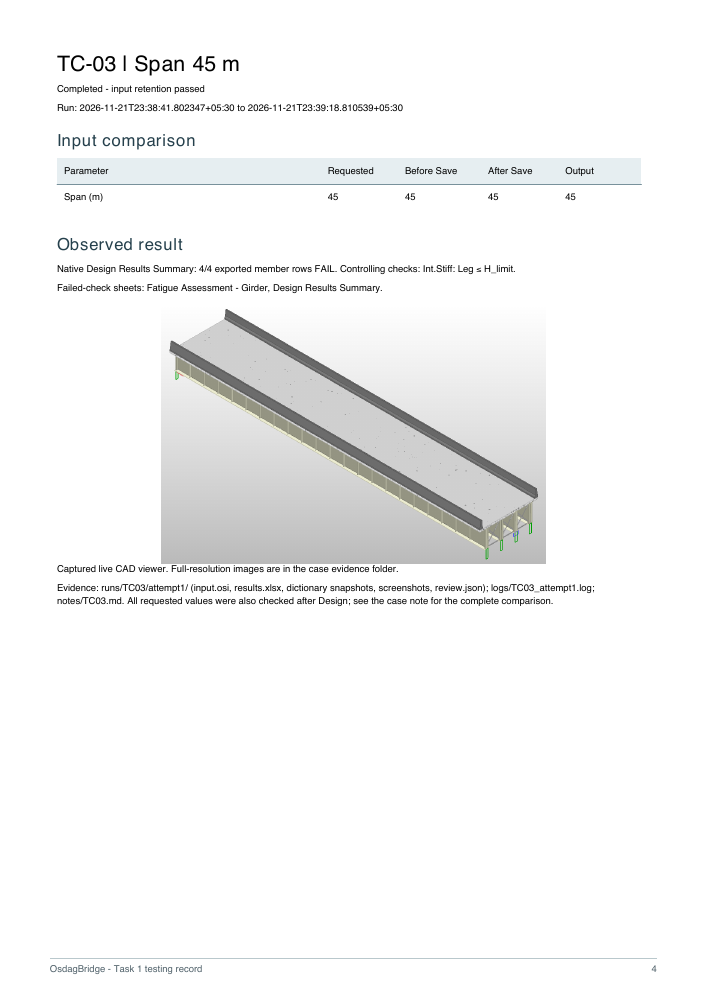 TC-03 | Span 45 m
Completed - input retention passed
Run: 2026-11-21T23:38:41.802347+05:30 to 2026-11-21T23:39:18.810539+05:30
Input comparison
Parameter Requested Before Save After Save Output
Span (m) 45 45 45 45
Observed result
Native Design Results Summary: 4/4 exported member rows FAIL. Controlling checks: Int.Stiff: Leg ≤ H_limit.
Failed-check sheets: Fatigue Assessment - Girder, Design Results Summary.
Captured live CAD viewer. Full-resolution images are in the case evidence folder.
Evidence: runs/TC03/attempt1/ (input.osi, results.xlsx, dictionary snapshots, screenshots, review.json); logs/TC03_attempt1.log;
notes/TC03.md. All requested values were also checked after Design; see the case note for the complete comparison.
OsdagBridge - Task 1 testing record 4